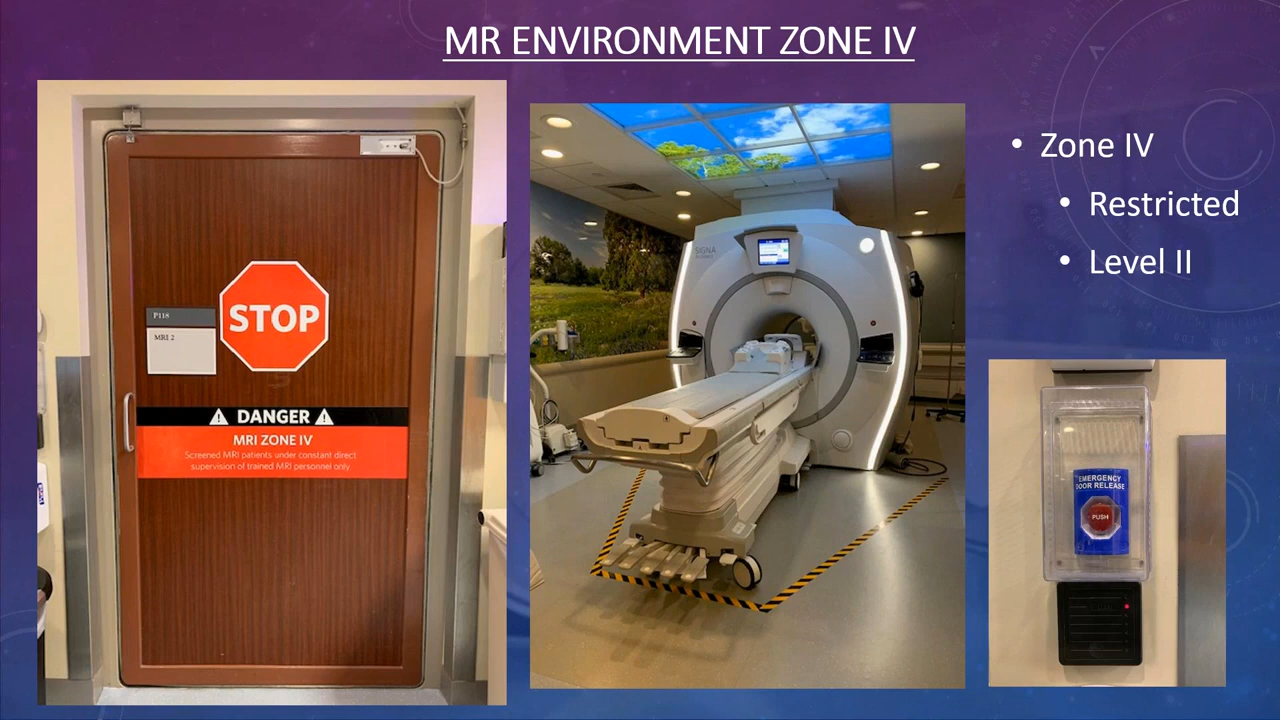 MR ENVIRONMENT ZONE IV
P118
MRI 2
STOP
DANGER
MRI ZONE IV
Screened MRI patients under constant direct
supervision of trained MRI personnel only
SIGNA
• Zone IV
• Restricted
• Level II
EMERGENCY
DOOR RELEASE
PUSH